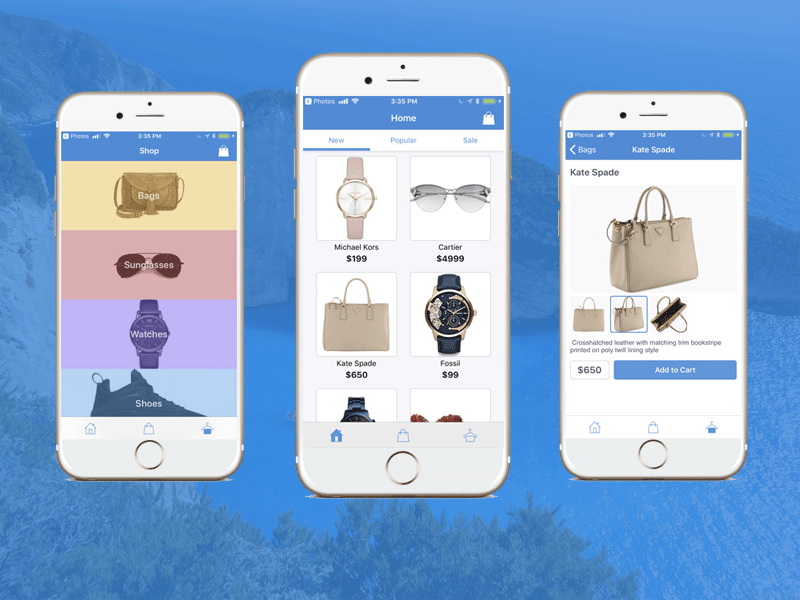 Photos
3:35 PM
Shop
Bags
Sunglasses
Watches
Shoes
Photos
3:35 PM
Home
New
Popular
Sale
Michael Kors
$199
Cartier
$4999
Kate Spade
$650
Fossil
$99
Photos
3:35 PM
Bags
Kate Spade
Kate Spade
Crosshatched leather with matching trim bookstripe
printed on poly twill lining style
$650
Add to Cart